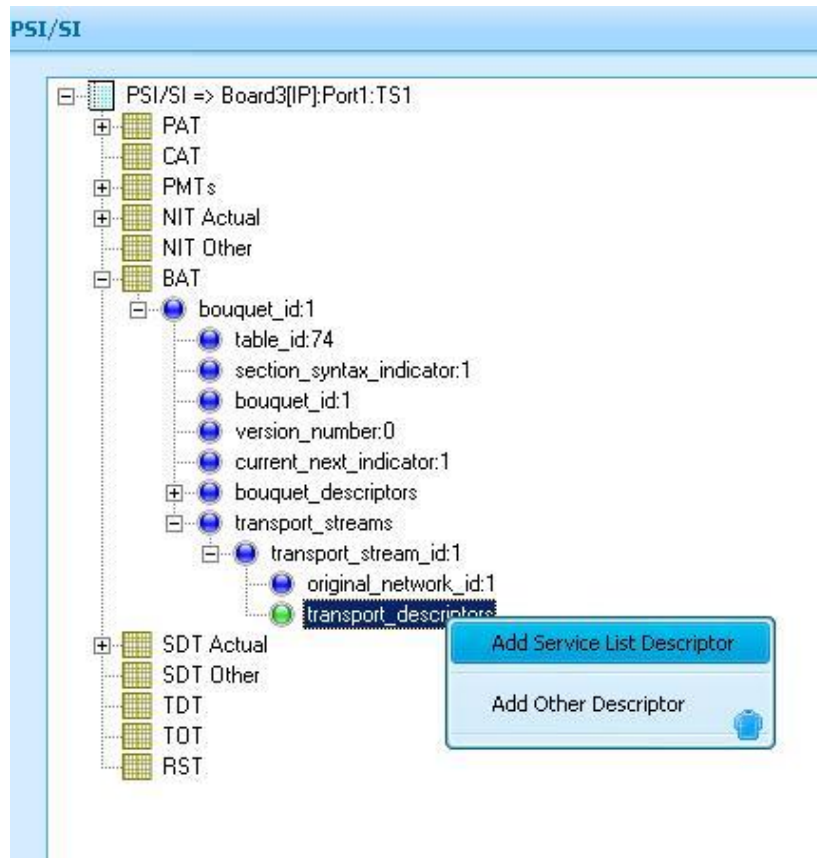 PSI/SI
PSI/SI => Board3[IP]:Port1:TS1
PAT
CAT
PMTs
NIT Actual
NIT Other
BAT
bouquet_id:1
table_id:74
section_syntax_indicator:1
bouquet_id:1
version_number:0
current_next_indicator:1
bouquet_descriptors
transport_streams
transport_stream_id:1
original_network_id:1
transport_descriptors
Add Service List Descriptor
SDT Actual
SDT Other
Add Other Descriptor
TDT
TOT
RST